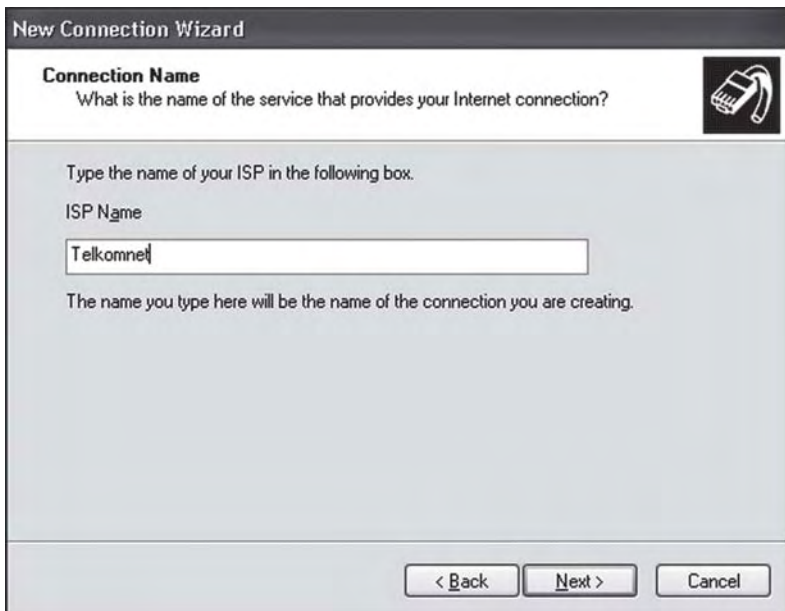 New Connection Wizard
Connection Name
What is the name of the service that provides your Internet connection?
Type the name of your ISP in the following box.
ISP Name
Telkomnet
The name you type here will be the name of the connection you are creating.
< Back
Next >
Cancel